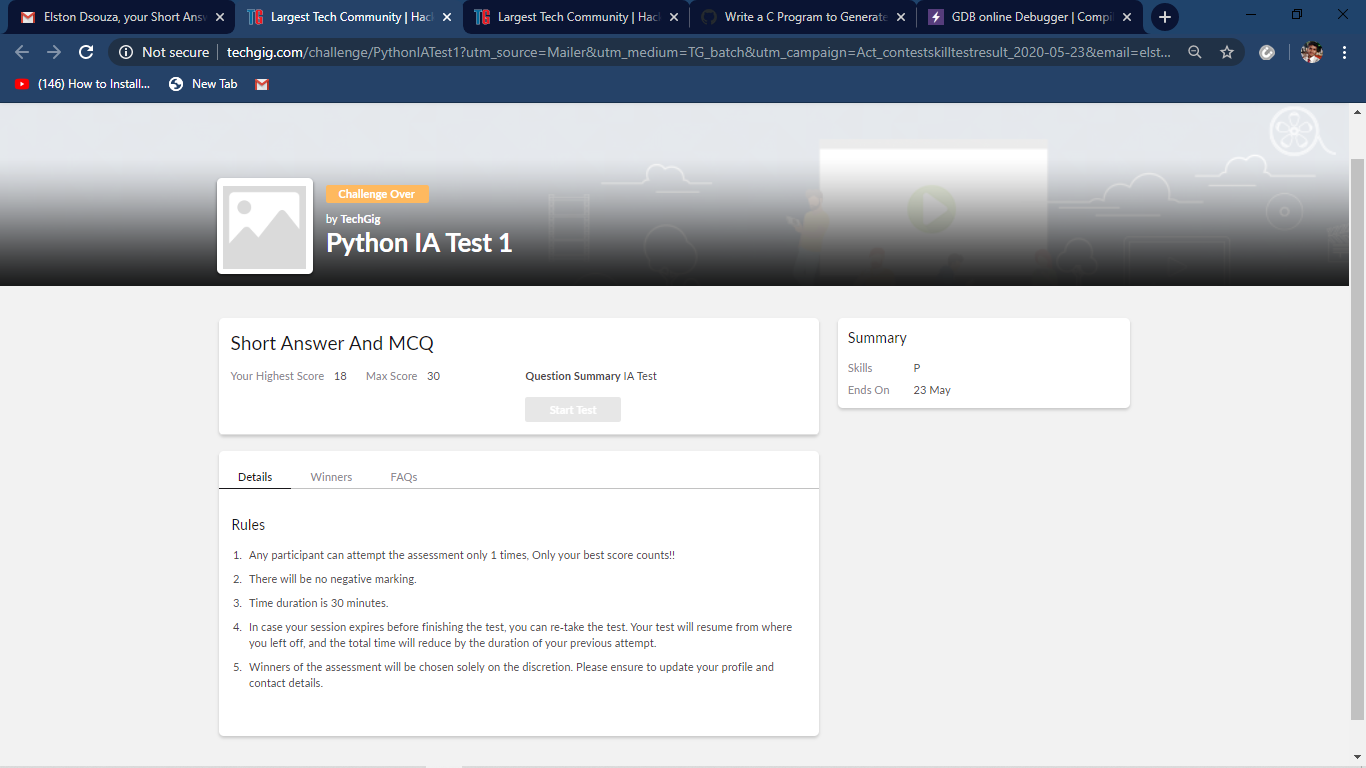 Elston Dsouza, your Short Answ
Largest Tech Community | Hack
Largest Tech Community | Hack
Write a C Program to Generate
GDB online Debugger | Compil
Not secure | techgig.com/challenge/PythonIATest1?utm_source=Mailer&utm_medium=TG_batch&utm_campaign=Act_contestskilltestresult_2020-05-23&email=elst...
(146) How to Install...
New Tab
Challenge Over
by TechGig
Python IA Test 1
Short Answer And MCQ
Your Highest Score 18 Max Score 30
Question Summary IA Test
Start Test
Summary
Skills P
Ends On 23 May
Details Winners FAQs
Rules
1. Any participant can attempt the assessment only 1 times, Only your best score counts!!
2. There will be no negative marking.
3. Time duration is 30 minutes.
4. In case your session expires before finishing the test, you can re-take the test. Your test will resume from where
you left off, and the total time will reduce by the duration of your previous attempt.
5. Winners of the assessment will be chosen solely on the discretion. Please ensure to update your profile and
contact details.